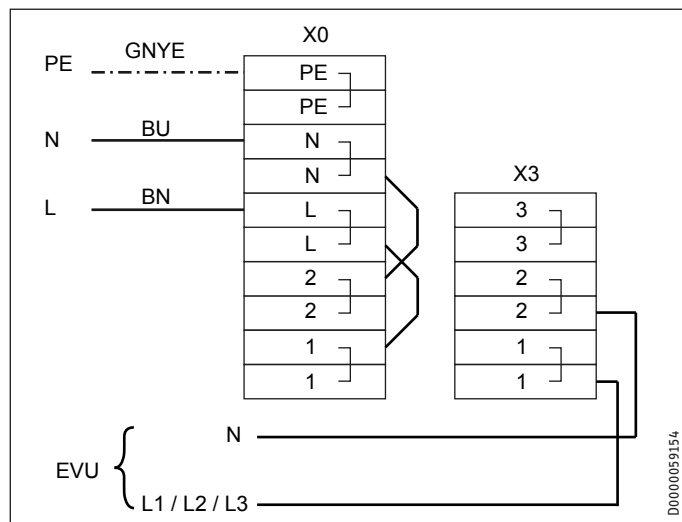 X0
PE GNYE PE
PE
N BU N
N X3
L BN L 3
L 3
2 2
2 2
1 1
1 1
N
EVU
L1 / L2 / L3
D0000059154